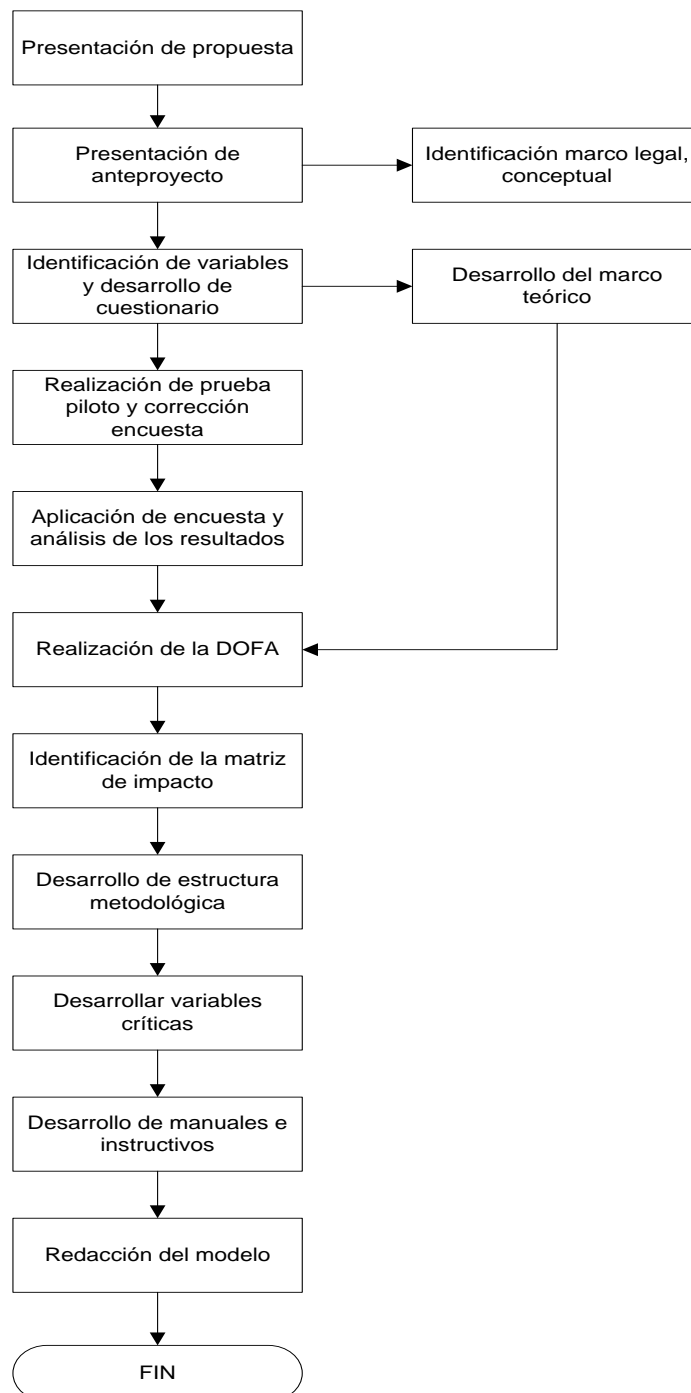 Presentación de propuesta
Presentación de
anteproyecto
Identificación marco legal,
conceptual
Identificación de variables
y desarrollo de
cuestionario
Desarrollo del marco
teórico
Realización de prueba
piloto y corrección
encuesta
Aplicación de encuesta y
análisis de los resultados
Realización de la DOFA
Identificación de la matriz
de impacto
Desarrollo de estructura
metodológica
Desarrollar variables
críticas
Desarrollo de manuales e
instructivos
Redacción del modelo
FIN